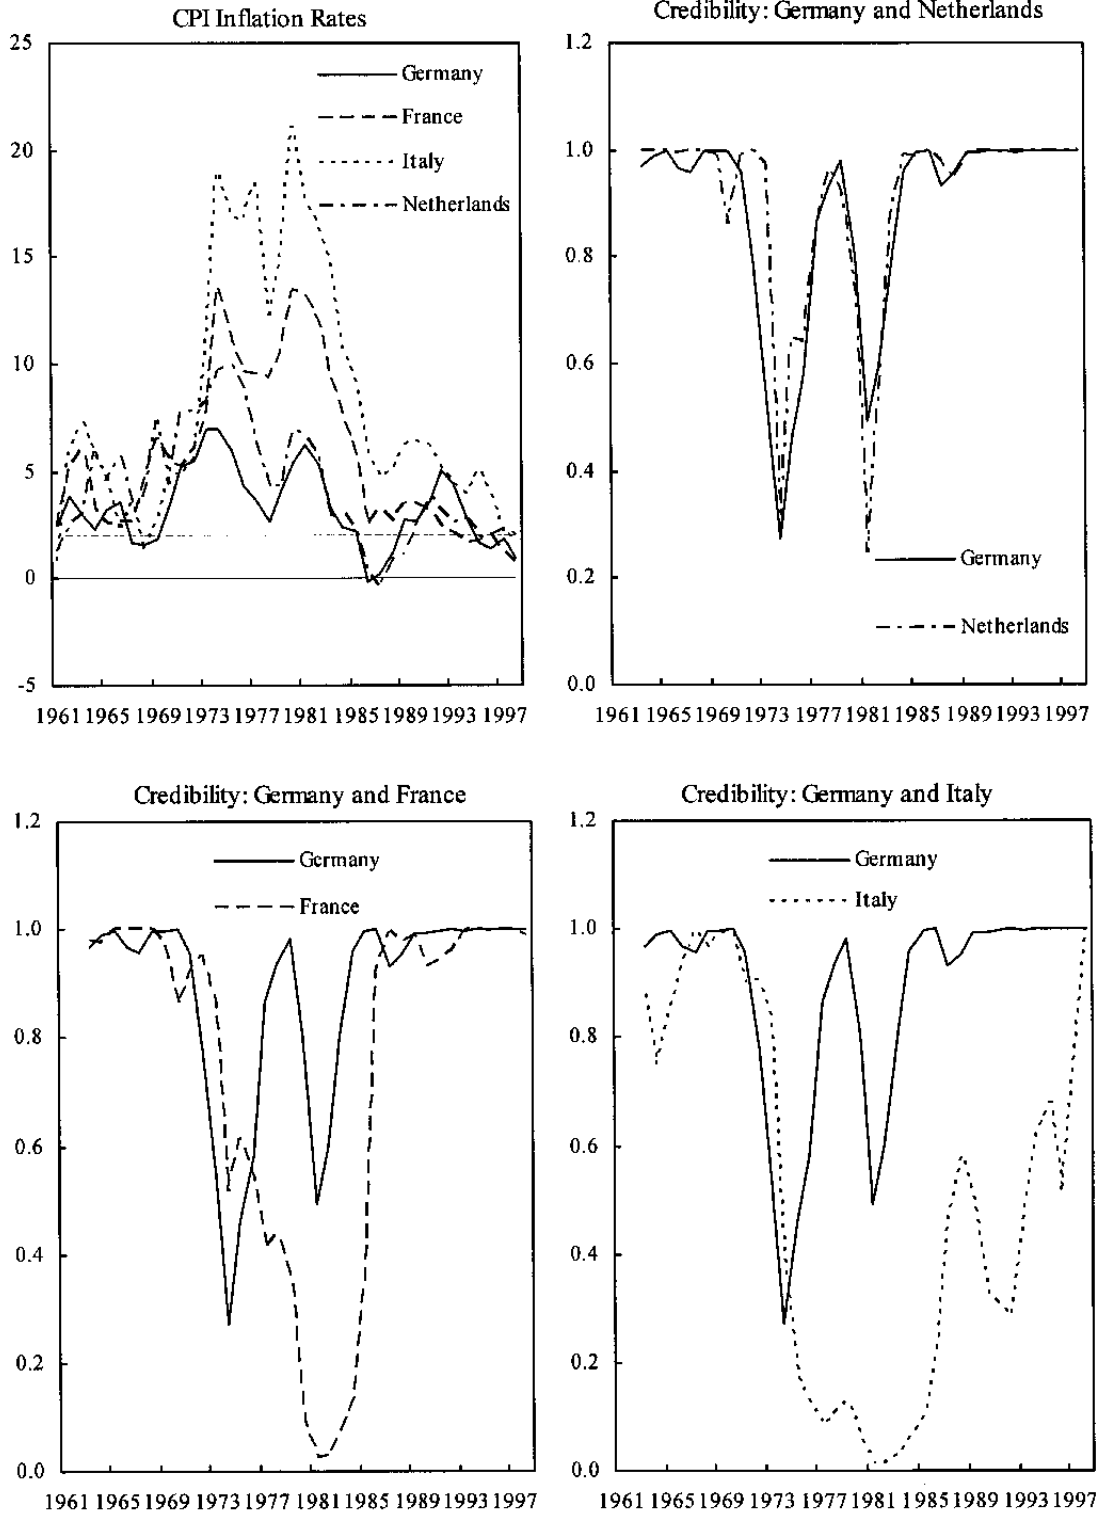 CPI Inflation Rates
25
20
15
10
5
0
-5
Germany
France
Italy
Netherlands
1961 1965 1969 1973 1977 1981 1985 1989 1993 1997
Credibility: Germany and Netherlands
1.2
1.0
0.8
0.6
0.4
0.2
0.0
Germany
Netherlands
1961 1965 1969 1973 1977 1981 1985 1989 1993 1997
Credibility: Germany and France
1.2
1.0
0.8
0.6
0.4
0.2
0.0
Germany
France
1961 1965 1969 1973 1977 1981 1985 1989 1993 1997
Credibility: Germany and Italy
1.2
1.0
0.8
0.6
0.4
0.2
0.0
Germany
Italy
1961 1965 1969 1973 1977 1981 1985 1989 1993 1997